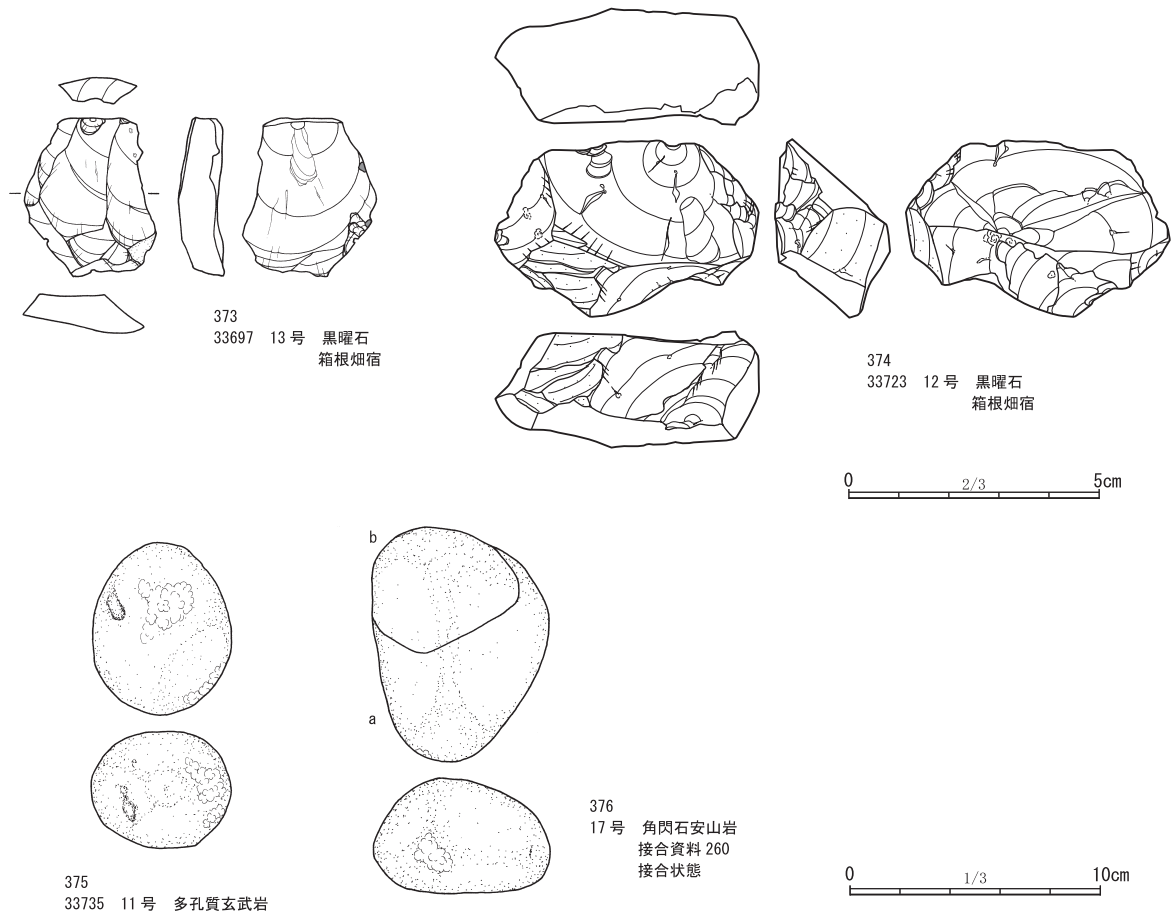 373
33697 13号 黒曜石
箱根畑宿
374
33723 12号 黒曜石
箱根畑宿
0 2/3 5cm
b
a
375
33735 11号 多孔質玄武岩
376
17号 角閃石安山岩
接合資料260
接合状態
0 1/3 10cm